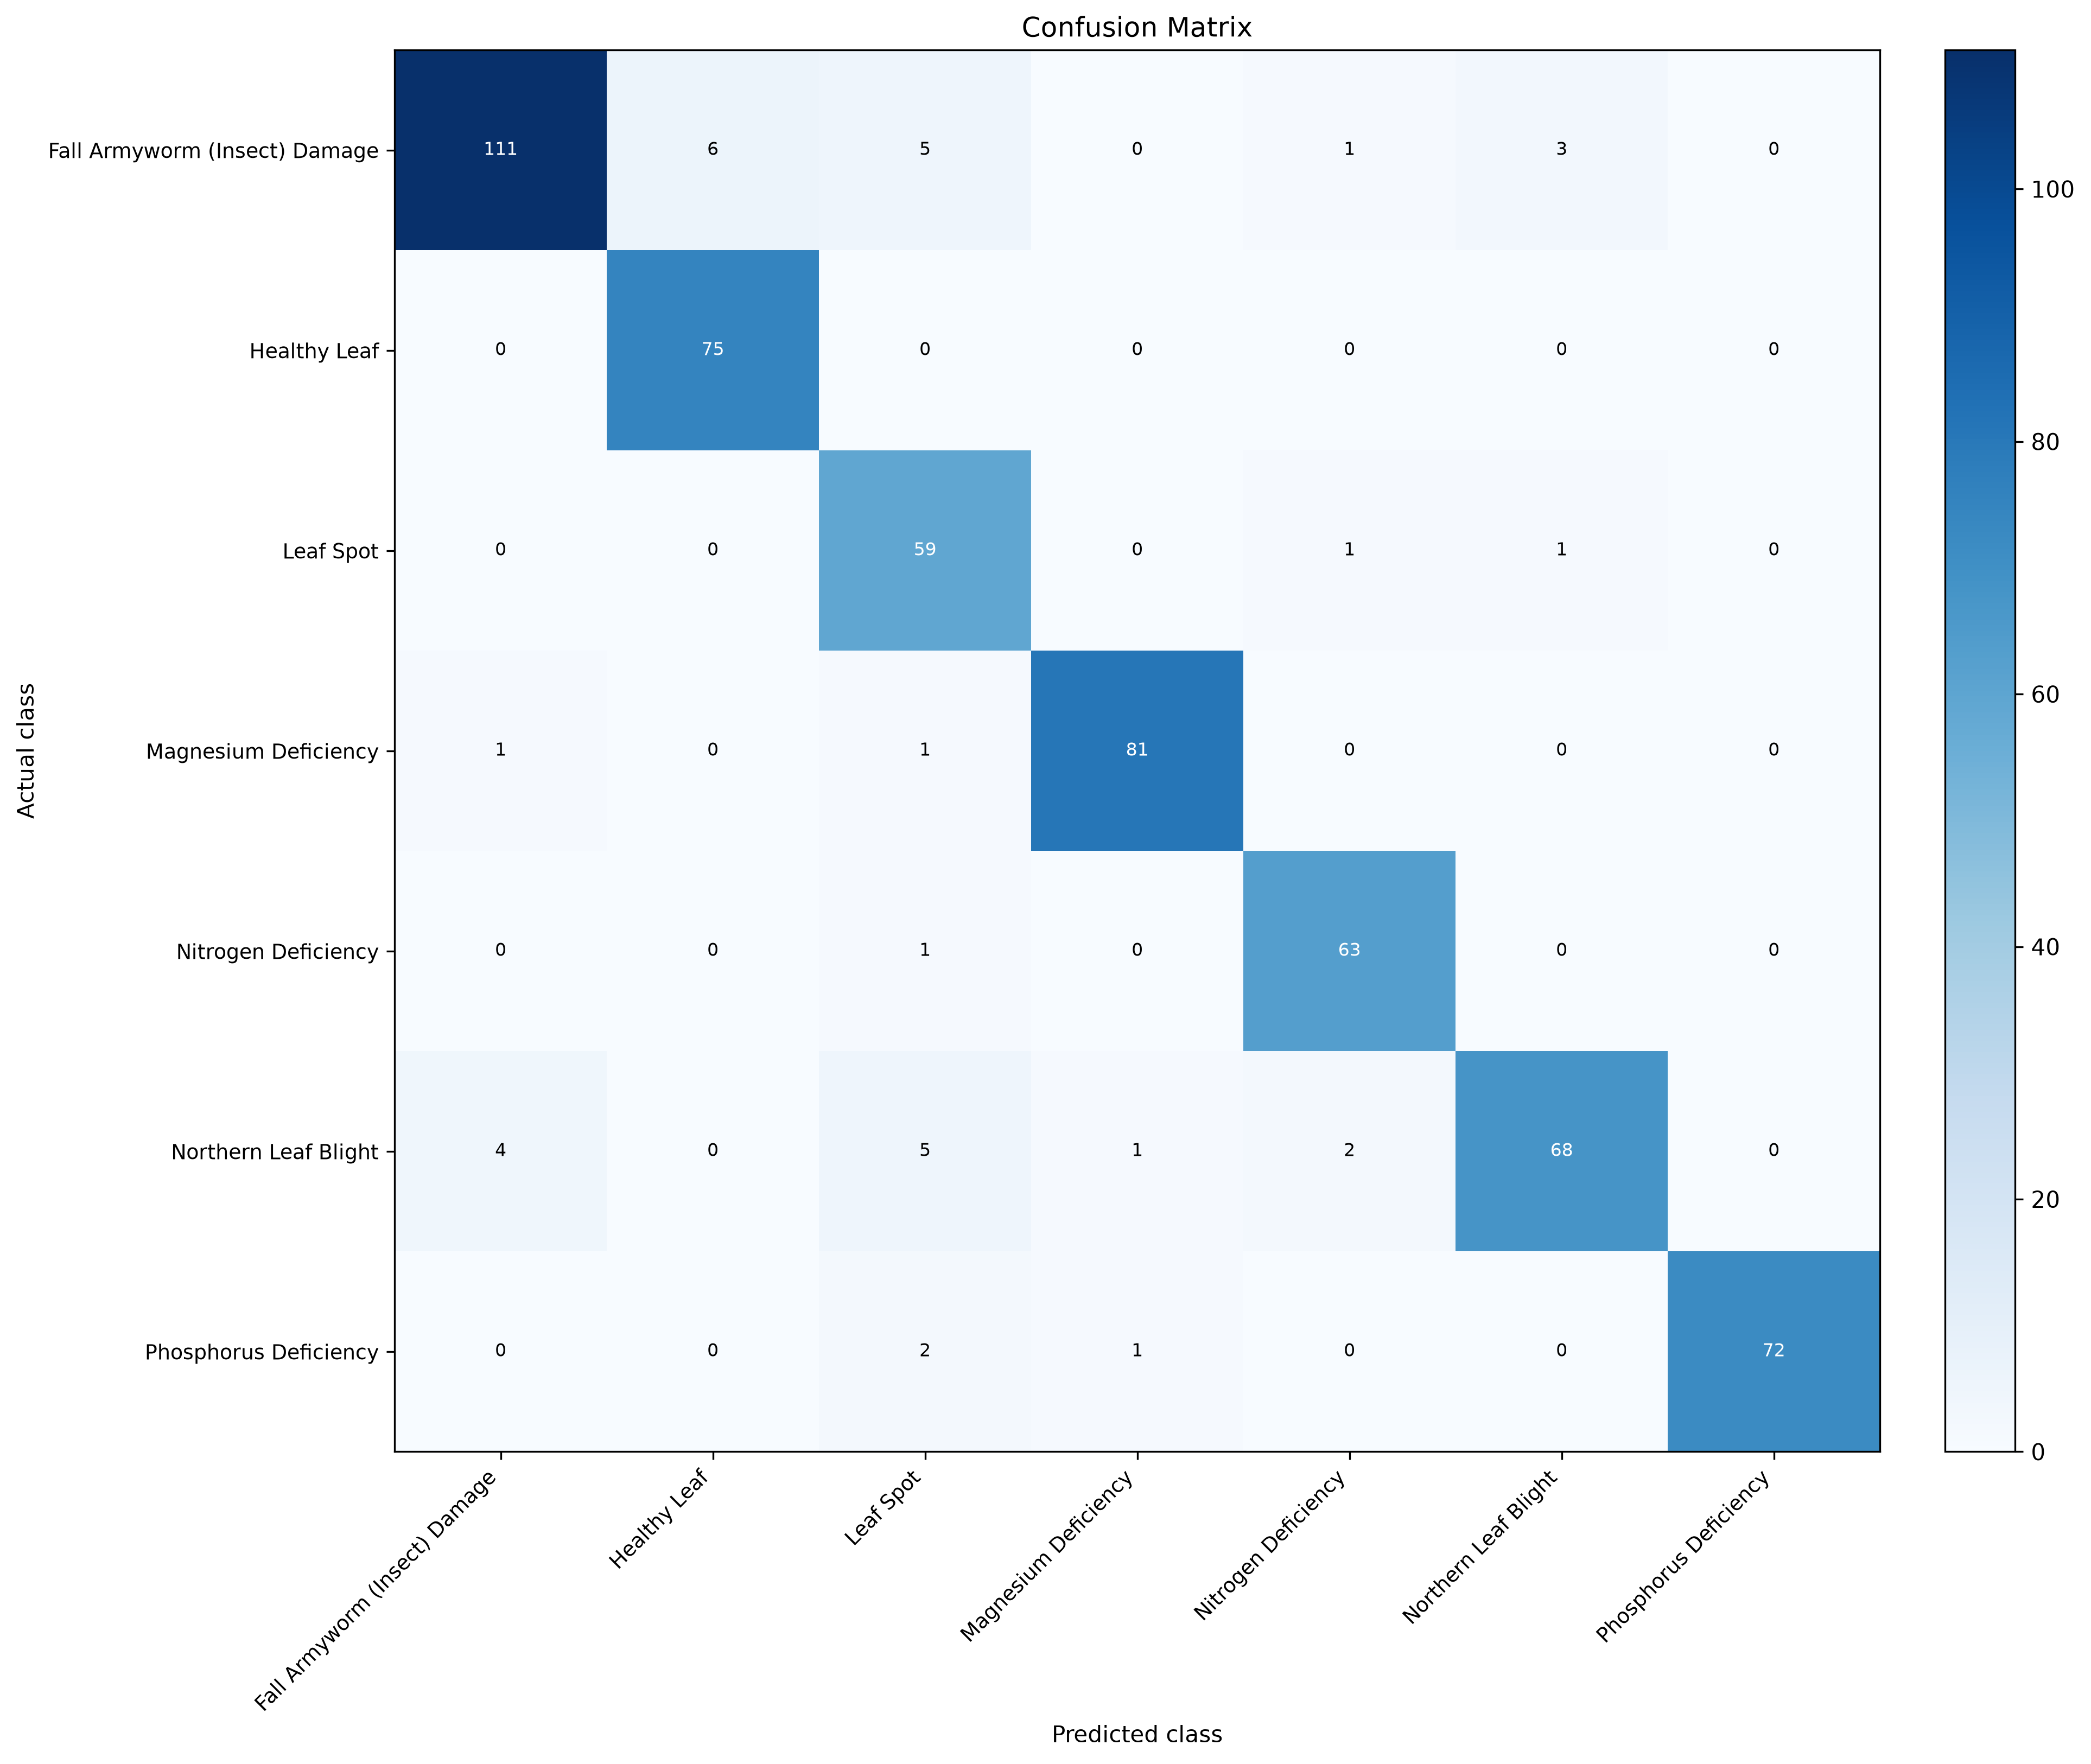 Confusion Matrix
Fall Armyworm (Insect) Damage 111 6 5 0 1 3 0
Healthy Leaf 0 75 0 0 0 0 0
Leaf Spot 0 0 59 0 1 1 0
Magnesium Deficiency 1 0 1 81 0 0 0
Nitrogen Deficiency 0 0 1 0 63 0 0
Northern Leaf Blight 4 0 5 1 2 68 0
Phosphorus Deficiency 0 0 2 1 0 0 72
Actual class
Fall Armyworm (Insect) Damage
Healthy Leaf
Leaf Spot
Magnesium Deficiency
Nitrogen Deficiency
Northern Leaf Blight
Phosphorus Deficiency
Predicted class
100
80
60
40
20
0